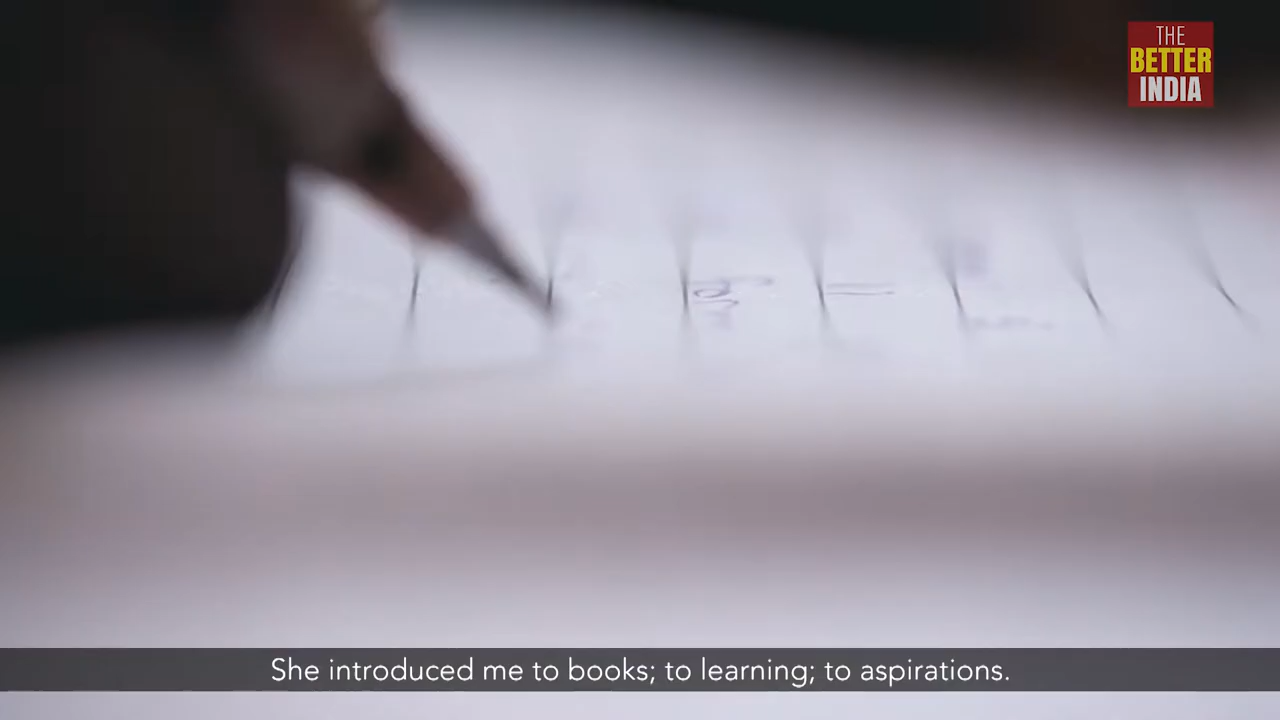 THE
BETTER
INDIA
She introduced me to books; to learning; to aspirations.